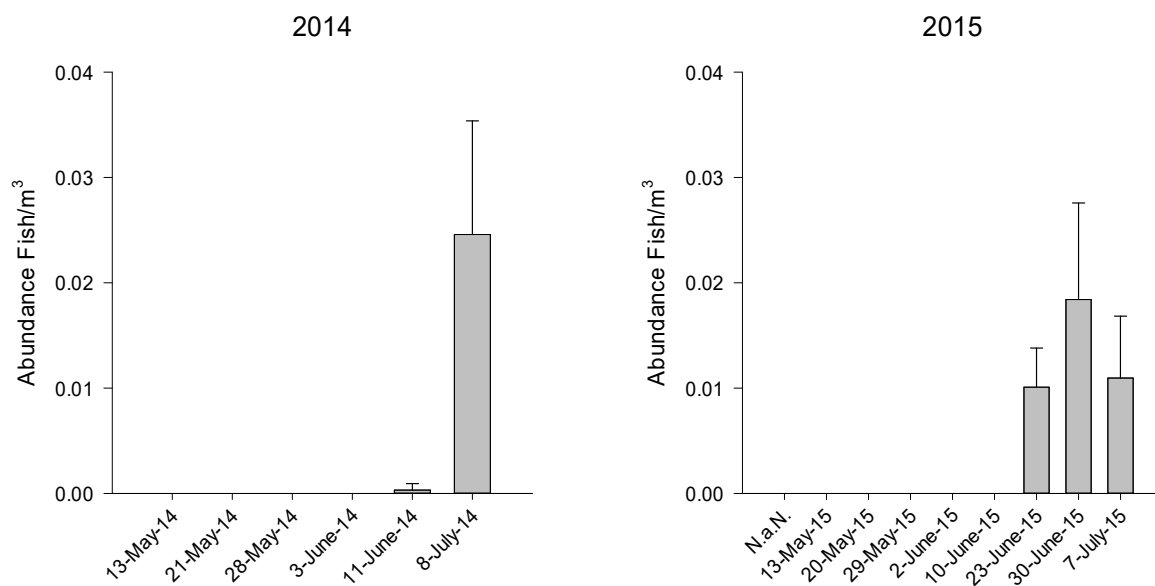 2014
Abundance Fish/m³
0.04
0.03
0.02
0.01
0.00
13-May-14
21-May-14
28-May-14
3-June-14
11-June-14
8-July-14
2015
Abundance Fish/m³
0.04
0.03
0.02
0.01
0.00
N.a.N.
13-May-15
20-May-15
29-May-15
2-June-15
10-June-15
23-June-15
30-June-15
7-July-15